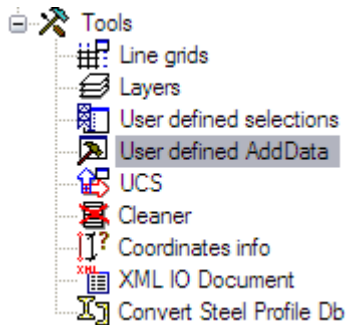 Tools
Line grids
Layers
User defined selections
User defined AddData
UCS
Cleaner
Coordinates info
XML IO Document
Convert Steel Profile Db